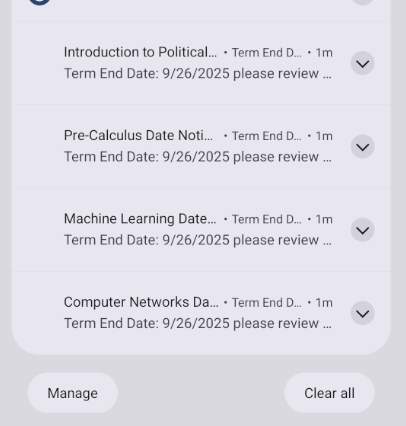 Introduction to Political... • Term End D... • 1m
Term End Date: 9/26/2025 please review ...
Pre-Calculus Date Noti... • Term End D... • 1m
Term End Date: 9/26/2025 please review ...
Machine Learning Date... • Term End D... • 1m
Term End Date: 9/26/2025 please review ...
Computer Networks Da... • Term End D... • 1m
Term End Date: 9/26/2025 please review ...
Manage Clear all